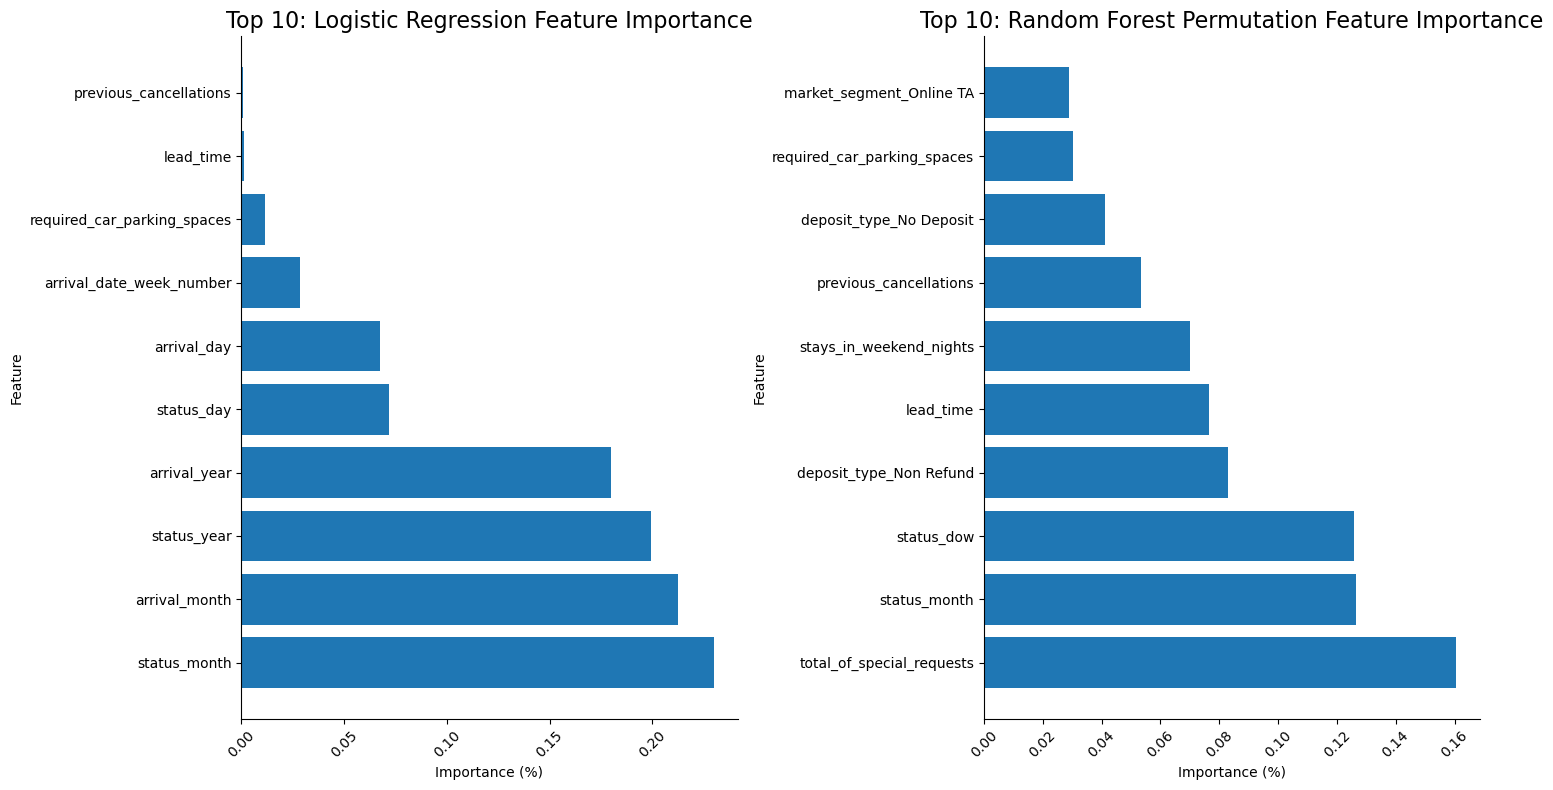 Top 10: Logistic Regression Feature Importance
previous_cancellations
lead_time
required_car_parking_spaces
arrival_date_week_number
arrival_day
status_day
arrival_year
status_year
arrival_month
status_month
Feature
0.00
0.05
0.10
0.15
0.20
Importance (%)
Top 10: Random Forest Permutation Feature Importance
market_segment_Online TA
required_car_parking_spaces
deposit_type_No Deposit
previous_cancellations
stays_in_weekend_nights
lead_time
deposit_type_Non Refund
status_dow
status_month
total_of_special_requests
Feature
0.00
0.02
0.04
0.06
0.08
0.10
0.12
0.14
0.16
Importance (%)